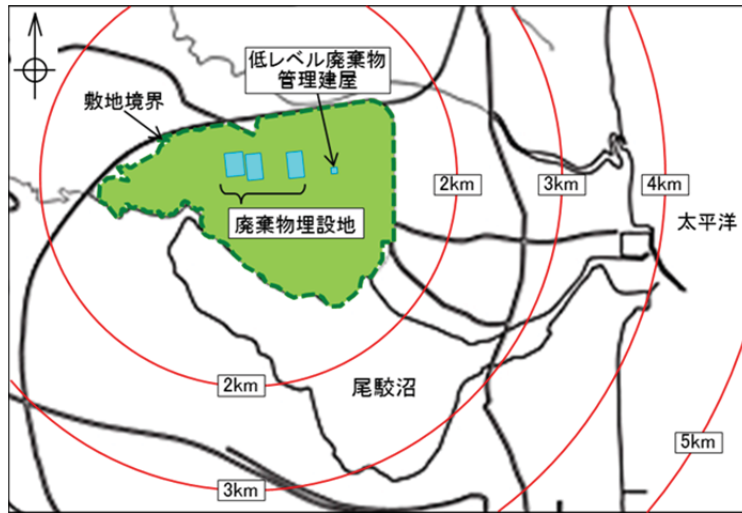 低レベル廃棄物
管理建屋
敷地境界
2km
3km
4km
太平洋
廃棄物埋設地
2km
尾駮沼
5km
3km